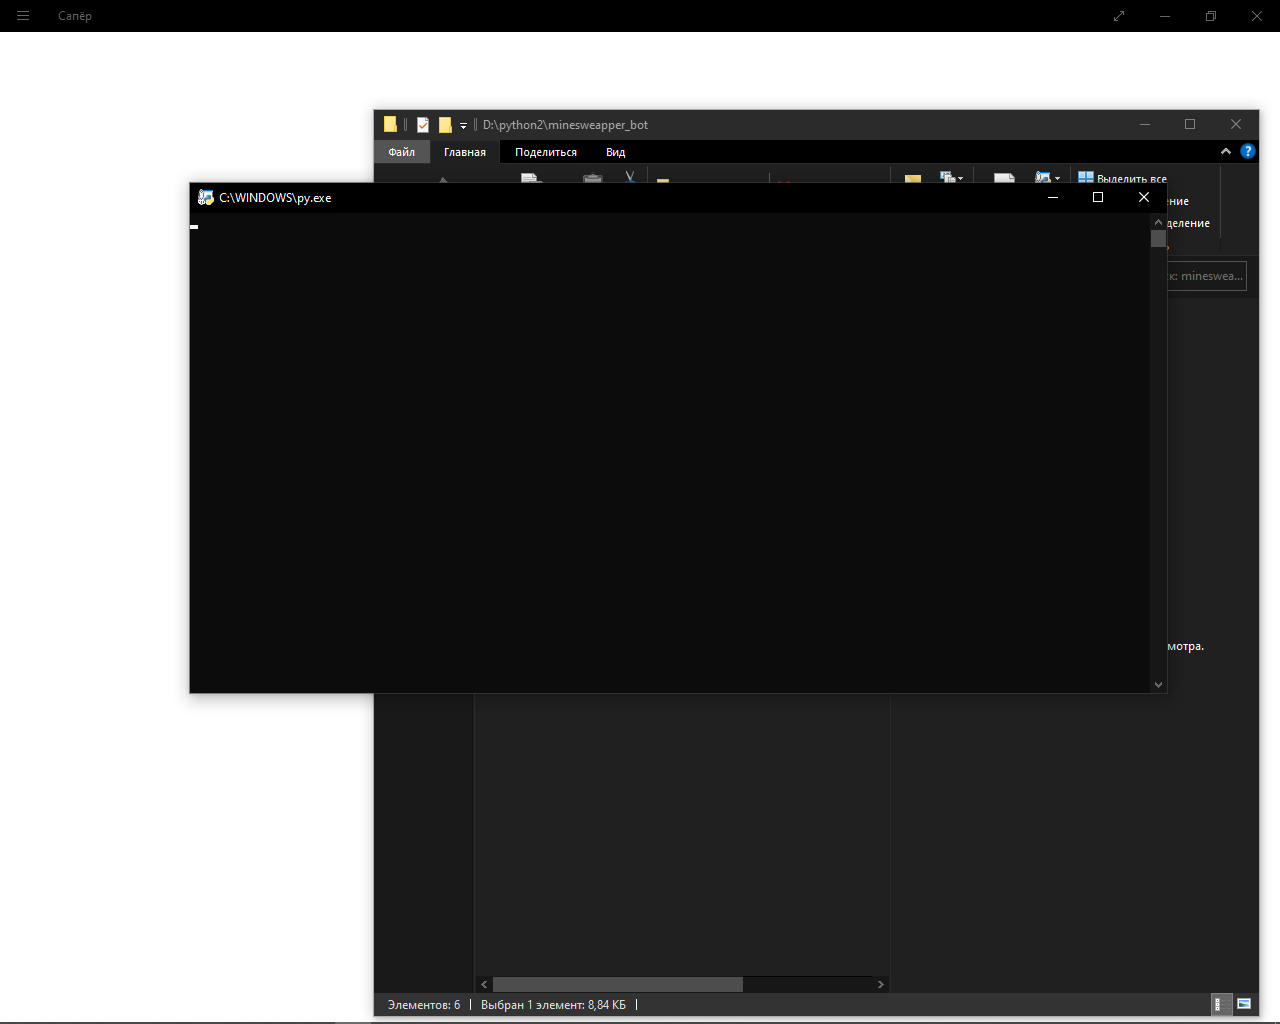 Сапёр
D:\python2\minesweapper_bot
Файл Главная Поделиться Вид
Выделить все
C:\WINDOWS\py.exe
ение
деление
к: mineswea...
мотра.
Элементов: 6 Выбран 1 элемент: 8,84 КБ